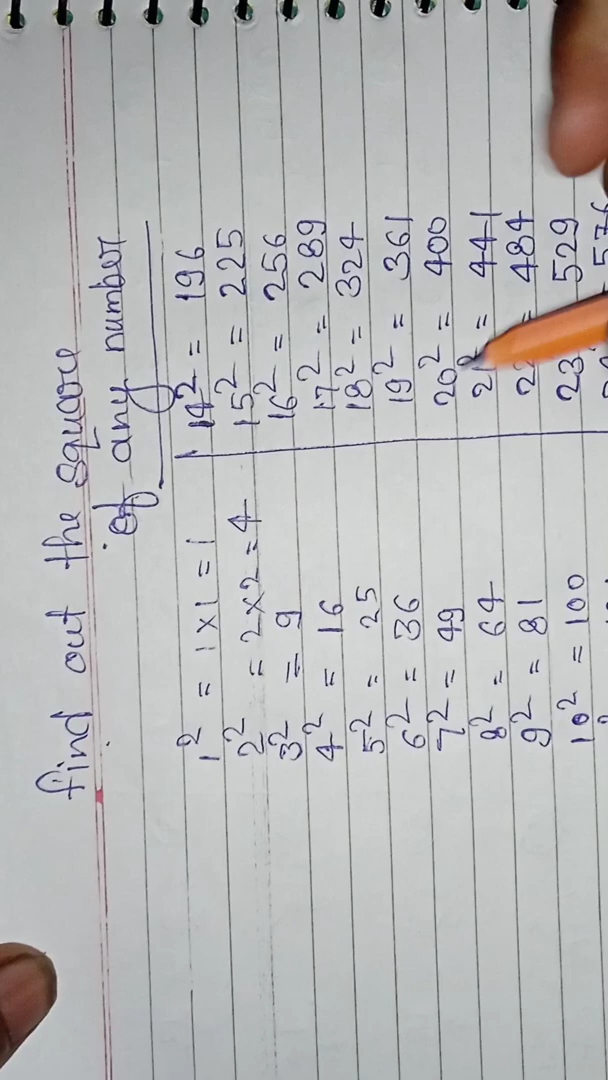 find out the square
of any number
1² = 1×1 = 1
2² = 2×2 = 4
3² = 9
4² = 16
5² = 25
6² = 36
7² = 49
8² = 64
9² = 81
10² = 100
14² = 196
15² = 225
16² = 256
17² = 289
18² = 324
19² = 361
20² = 400
21² = 441
= 484
23 529
576